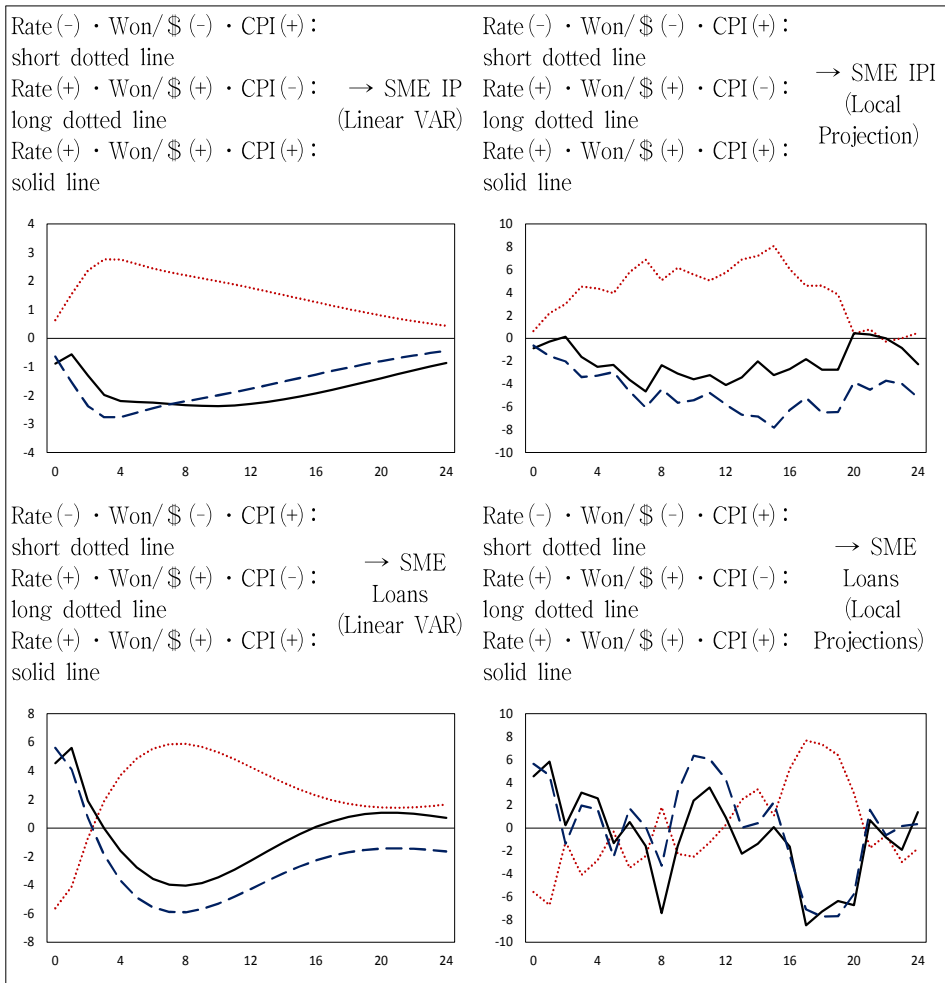 Rate(-) · Won/$ (-) · CPI(+):
short dotted line
Rate(+) · Won/$ (+) · CPI(-):
long dotted line
Rate(+) · Won/$ (+) · CPI(+):
solid line
→ SME IP
(Linear VAR)
Rate(-) · Won/$ (-) · CPI(+):
short dotted line
Rate(+) · Won/$ (+) · CPI(-):
long dotted line
Rate(+) · Won/$ (+) · CPI(+):
solid line
→ SME IPI
(Local
Projection)
4
3
2
1
0
-1
-2
-3
-4
0 4 8 12 16 20 24
10
8
6
4
2
0
-2
-4
-6
-8
-10
0 4 8 12 16 20 24
Rate(-) · Won/$ (-) · CPI(+):
short dotted line
Rate(+) · Won/$ (+) · CPI(-):
long dotted line
Rate(+) · Won/$ (+) · CPI(+):
solid line
→ SME
Loans
(Linear VAR)
Rate(-) · Won/$ (-) · CPI(+):
short dotted line
Rate(+) · Won/$ (+) · CPI(-):
long dotted line
Rate(+) · Won/$ (+) · CPI(+):
solid line
→ SME
Loans
(Local
Projections)
8
6
4
2
0
-2
-4
-6
-8
0 4 8 12 16 20 24
10
8
6
4
2
0
-2
-4
-6
-8
-10
0 4 8 12 16 20 24